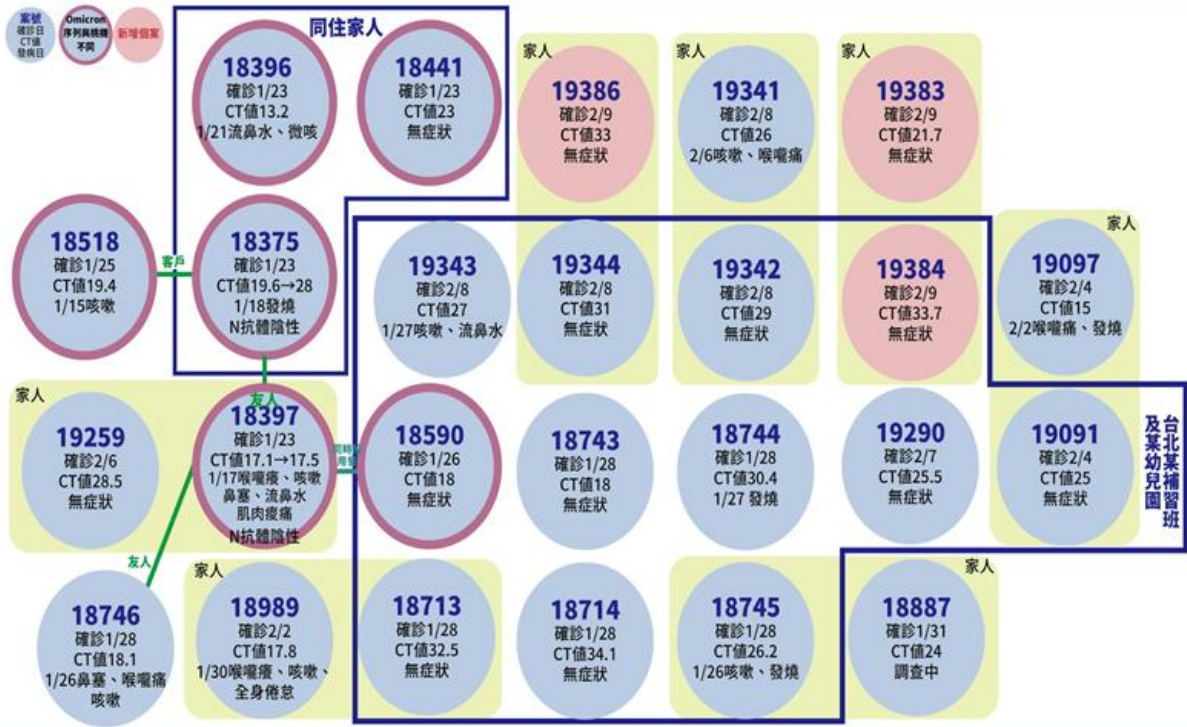 案號
確診日
CT值
發病日
Omicron
序列與桃機
不同
新增個案
同住家人
18396
確診1/23
CT值13.2
1/21流鼻水、微咳
18441
確診1/23
CT值23
無症狀
家人
19386
確診2/9
CT值33
無症狀
家人
19341
確診2/8
CT值26
2/6咳嗽、喉嚨痛
家人
19383
確診2/9
CT值21.7
無症狀
18518
確診1/25
CT值19.4
1/15咳嗽
客戶
18375
確診1/23
CT值19.6→28
1/18發燒
N抗體陰性
19343
確診2/8
CT值27
1/27咳嗽、流鼻水
19344
確診2/8
CT值31
無症狀
19342
確診2/8
CT值29
無症狀
19384
確診2/9
CT值33.7
無症狀
家人
19097
確診2/4
CT值15
2/2喉嚨痛、發燒
家人
19259
確診2/6
CT值28.5
無症狀
友人
18397
確診1/23
CT值17.1→17.5
1/17喉嚨癢、咳嗽
鼻塞、流鼻水
肌肉痠痛
N抗體陰性
18590
確診1/26
CT值18
無症狀
18743
確診1/28
CT值18
無症狀
18744
確診1/28
CT值30.4
1/27 發燒
19290
確診2/7
CT值25.5
無症狀
19091
確診2/4
CT值25
無症狀
台北某補習班
及某幼兒園
友人
18746
確診1/28
CT值18.1
1/26鼻塞、喉嚨痛
咳嗽
家人
18989
確診2/2
CT值17.8
1/30喉嚨癢、咳嗽、
全身倦怠
18713
確診1/28
CT值32.5
無症狀
18714
確診1/28
CT值34.1
無症狀
18745
確診1/28
CT值26.2
1/26咳嗽、發燒
家人
18887
確診1/31
CT值24
調查中